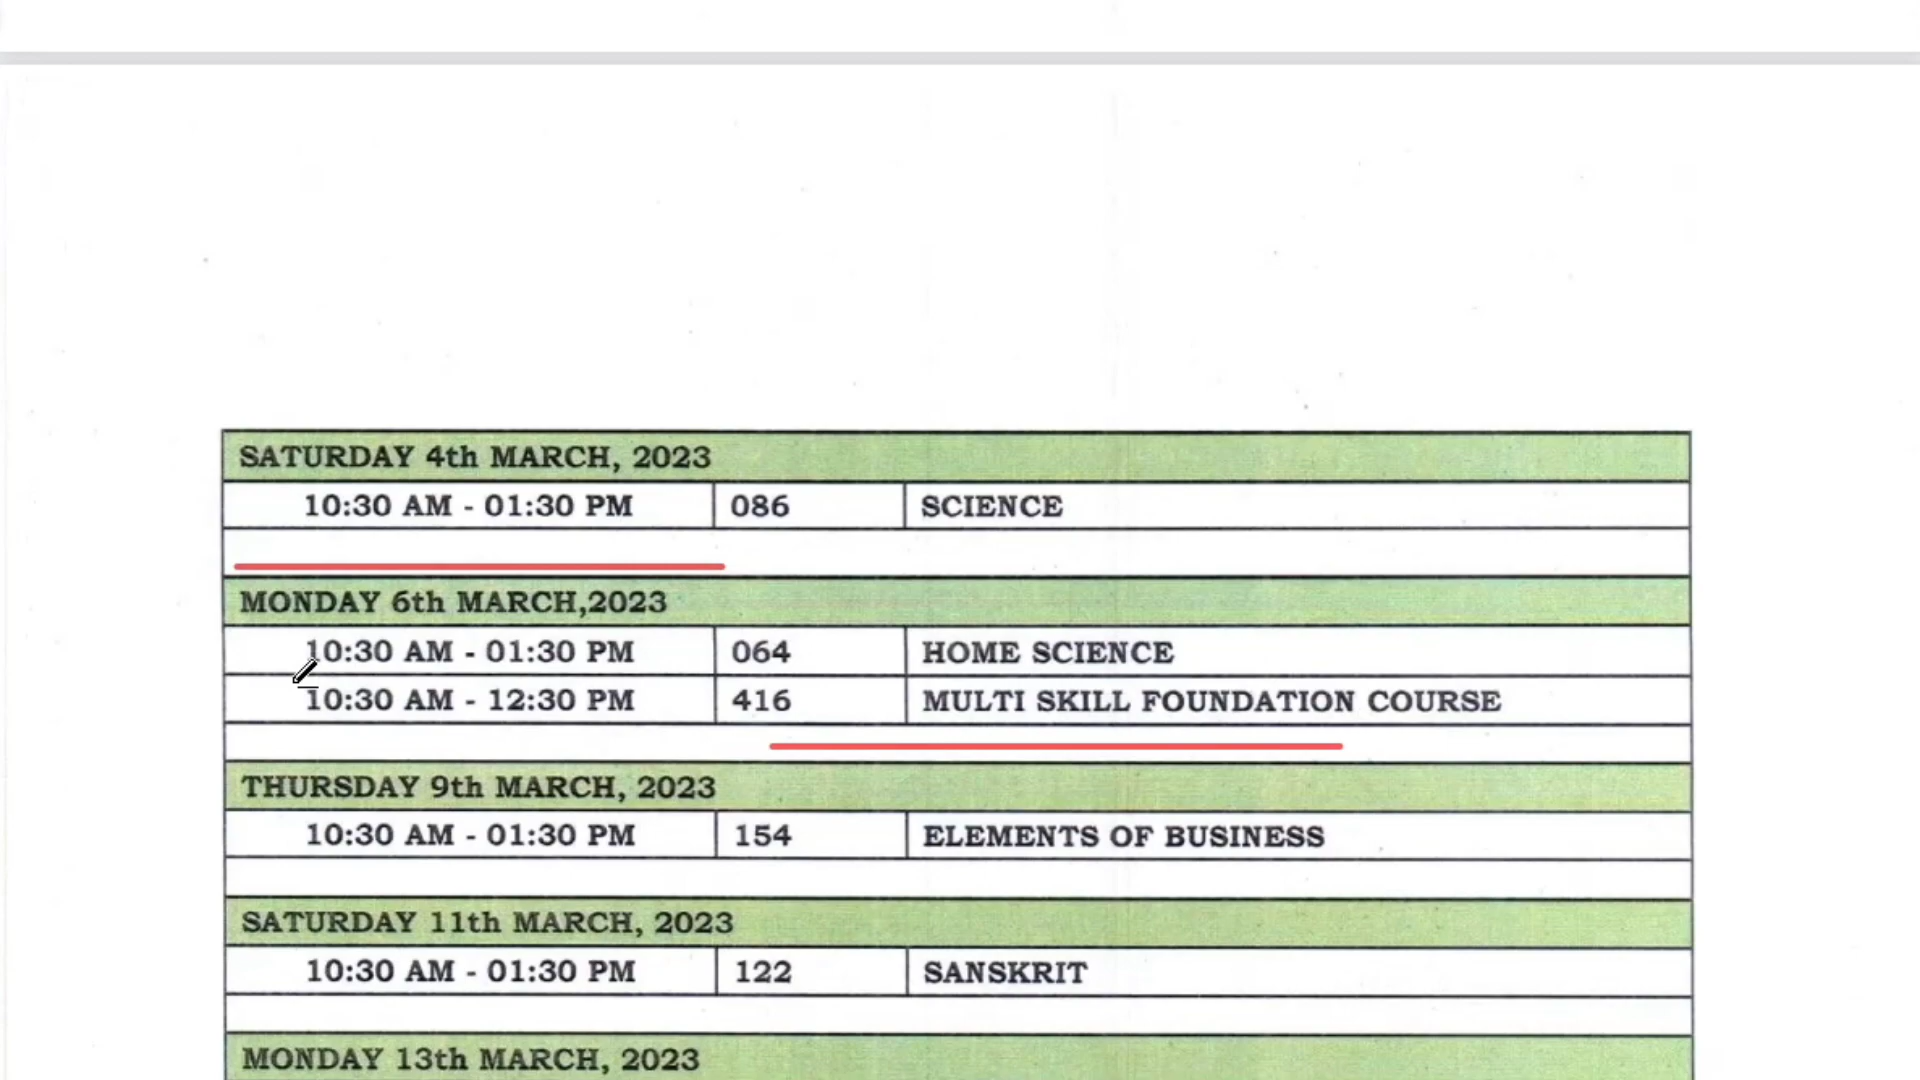 SATURDAY 4th MARCH, 2023
10:30 AM - 01:30 PM 086 SCIENCE
MONDAY 6th MARCH,2023
10:30 AM - 01:30 PM 064 HOME SCIENCE
10:30 AM - 12:30 PM 416 MULTI SKILL FOUNDATION COURSE
THURSDAY 9th MARCH, 2023
10:30 AM - 01:30 PM 154 ELEMENTS OF BUSINESS
SATURDAY 11th MARCH, 2023
10:30 AM - 01:30 PM 122 SANSKRIT
MONDAY 13th MARCH, 2023